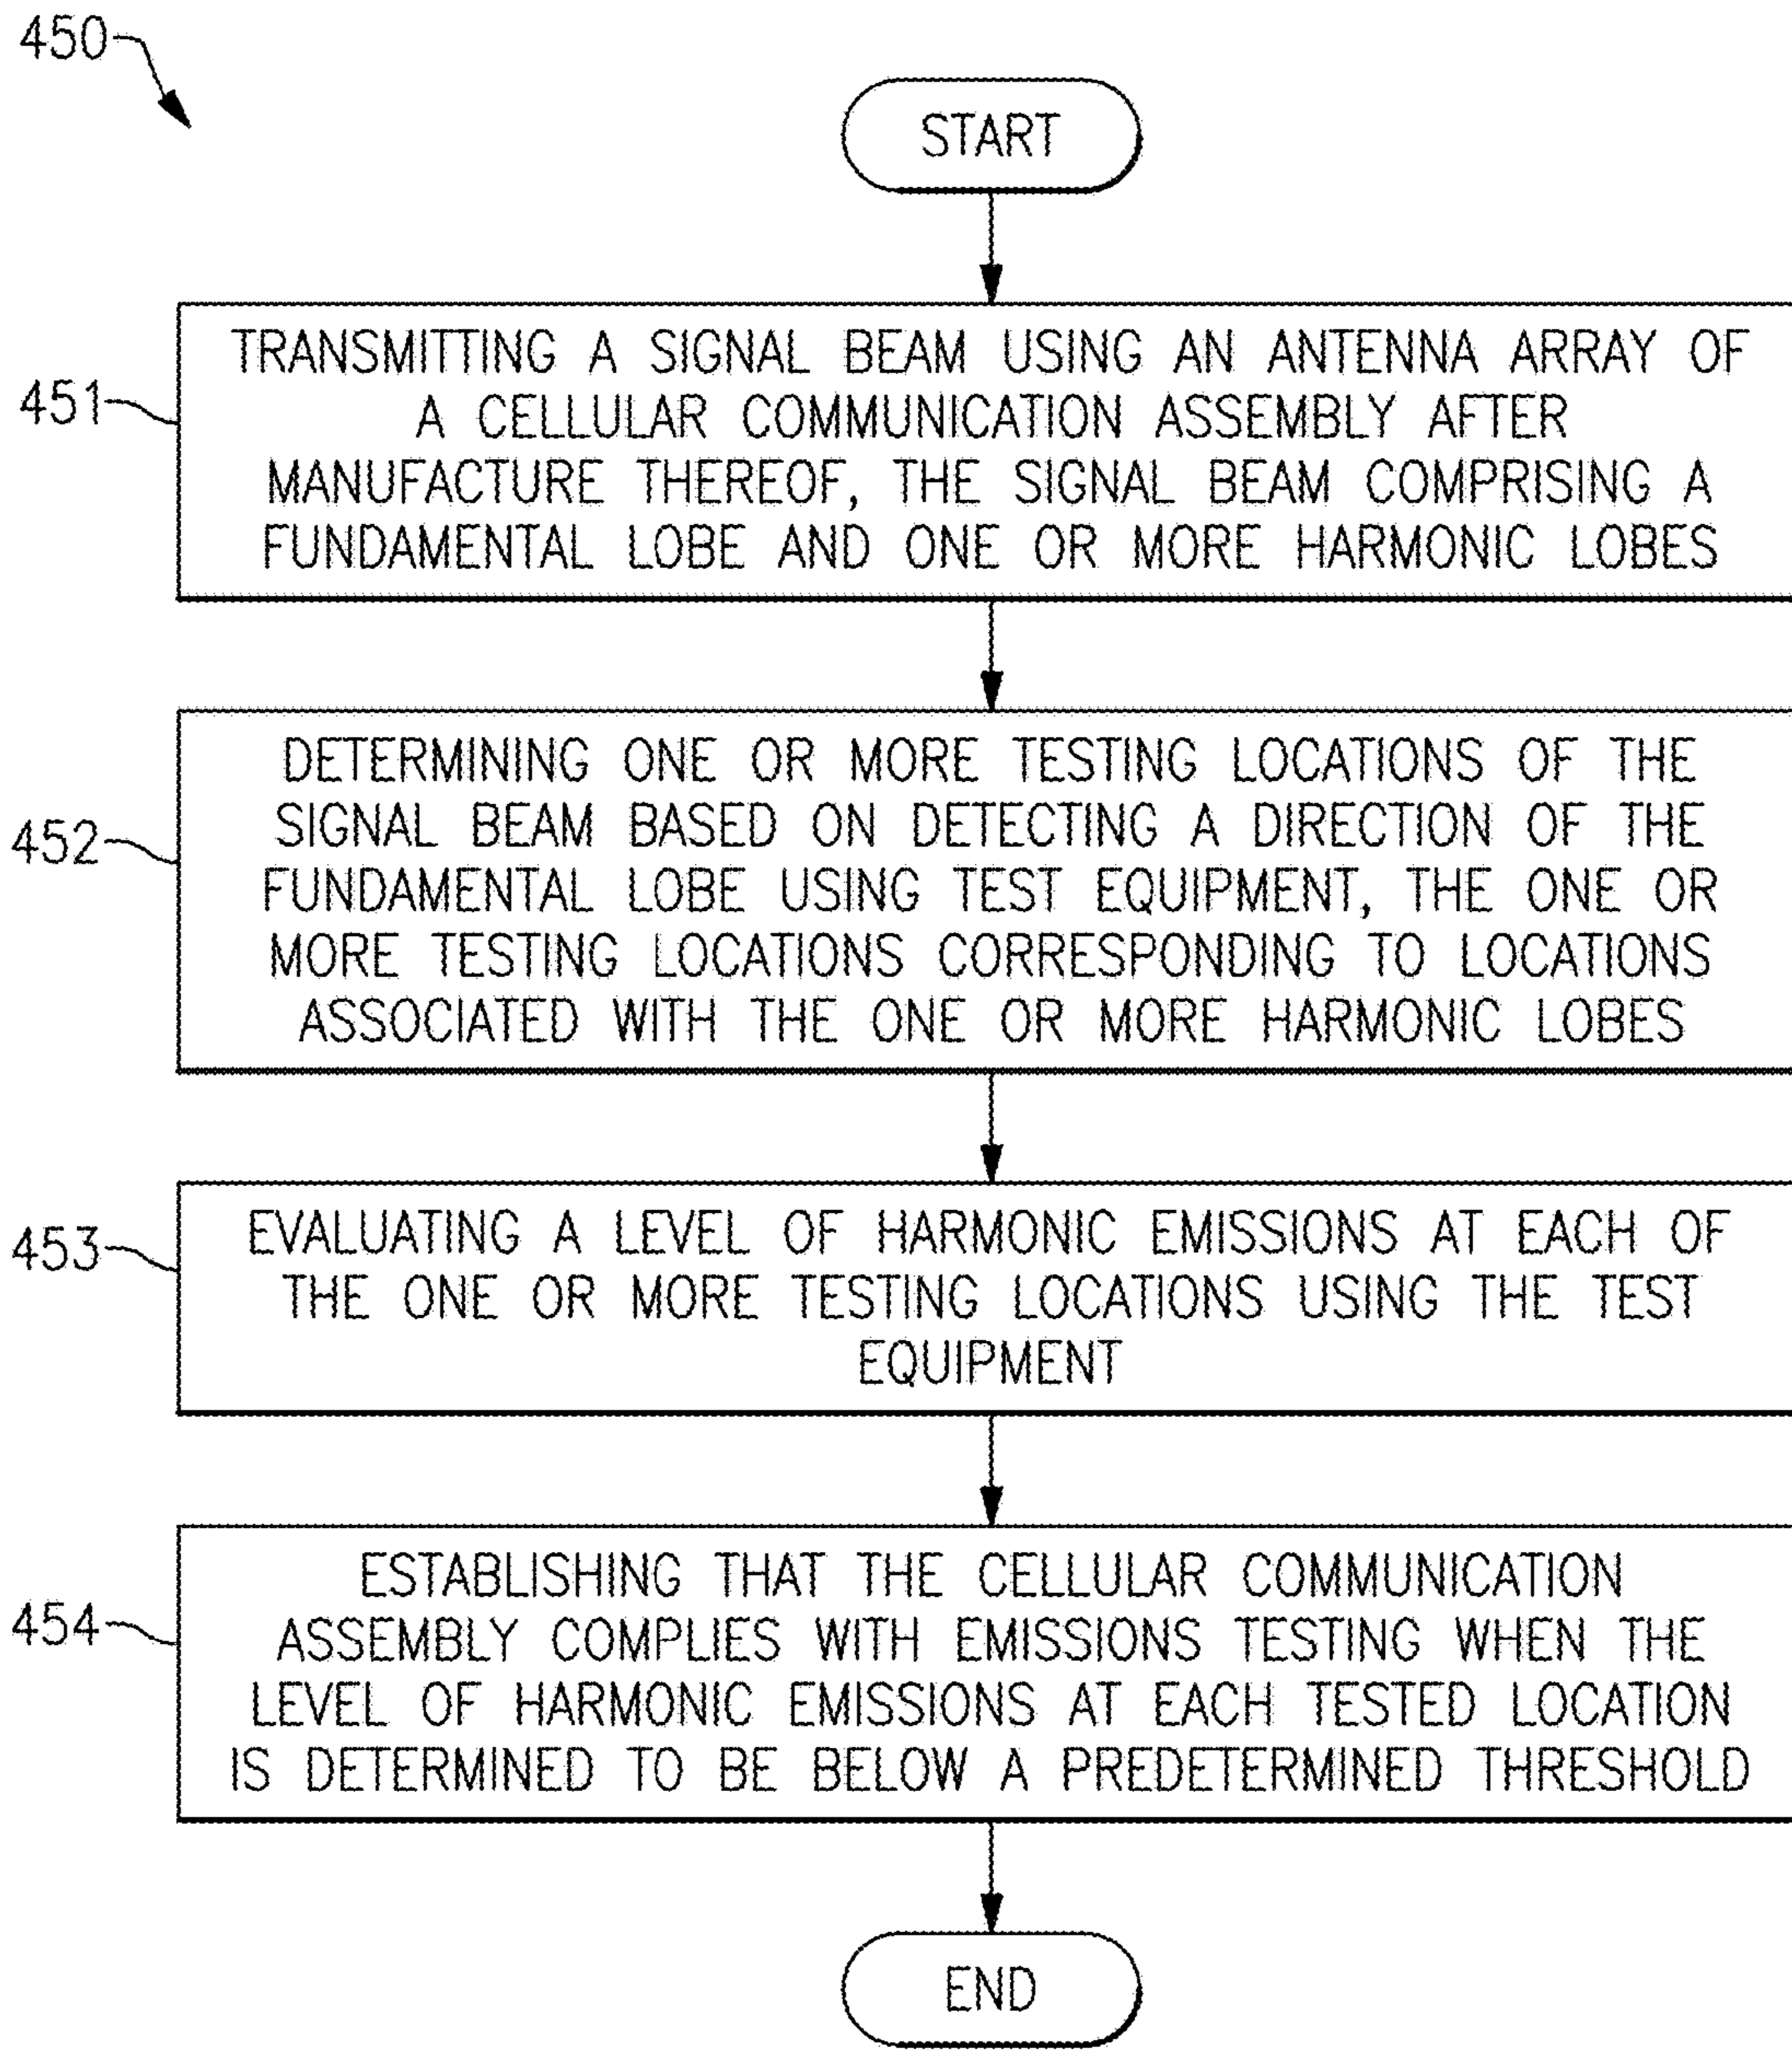 450
START
451
TRANSMITTING A SIGNAL BEAM USING AN ANTENNA ARRAY OF
A CELLULAR COMMUNICATION ASSEMBLY AFTER
MANUFACTURE THEREOF, THE SIGNAL BEAM COMPRISING A
FUNDAMENTAL LOBE AND ONE OR MORE HARMONIC LOBES
452
DETERMINING ONE OR MORE TESTING LOCATIONS OF THE
SIGNAL BEAM BASED ON DETECTING A DIRECTION OF THE
FUNDAMENTAL LOBE USING TEST EQUIPMENT, THE ONE OR
MORE TESTING LOCATIONS CORRESPONDING TO LOCATIONS
ASSOCIATED WITH THE ONE OR MORE HARMONIC LOBES
453
EVALUATING A LEVEL OF HARMONIC EMISSIONS AT EACH OF
THE ONE OR MORE TESTING LOCATIONS USING THE TEST
EQUIPMENT
454
ESTABLISHING THAT THE CELLULAR COMMUNICATION
ASSEMBLY COMPLIES WITH EMISSIONS TESTING WHEN THE
LEVEL OF HARMONIC EMISSIONS AT EACH TESTED LOCATION
IS DETERMINED TO BE BELOW A PREDETERMINED THRESHOLD
END